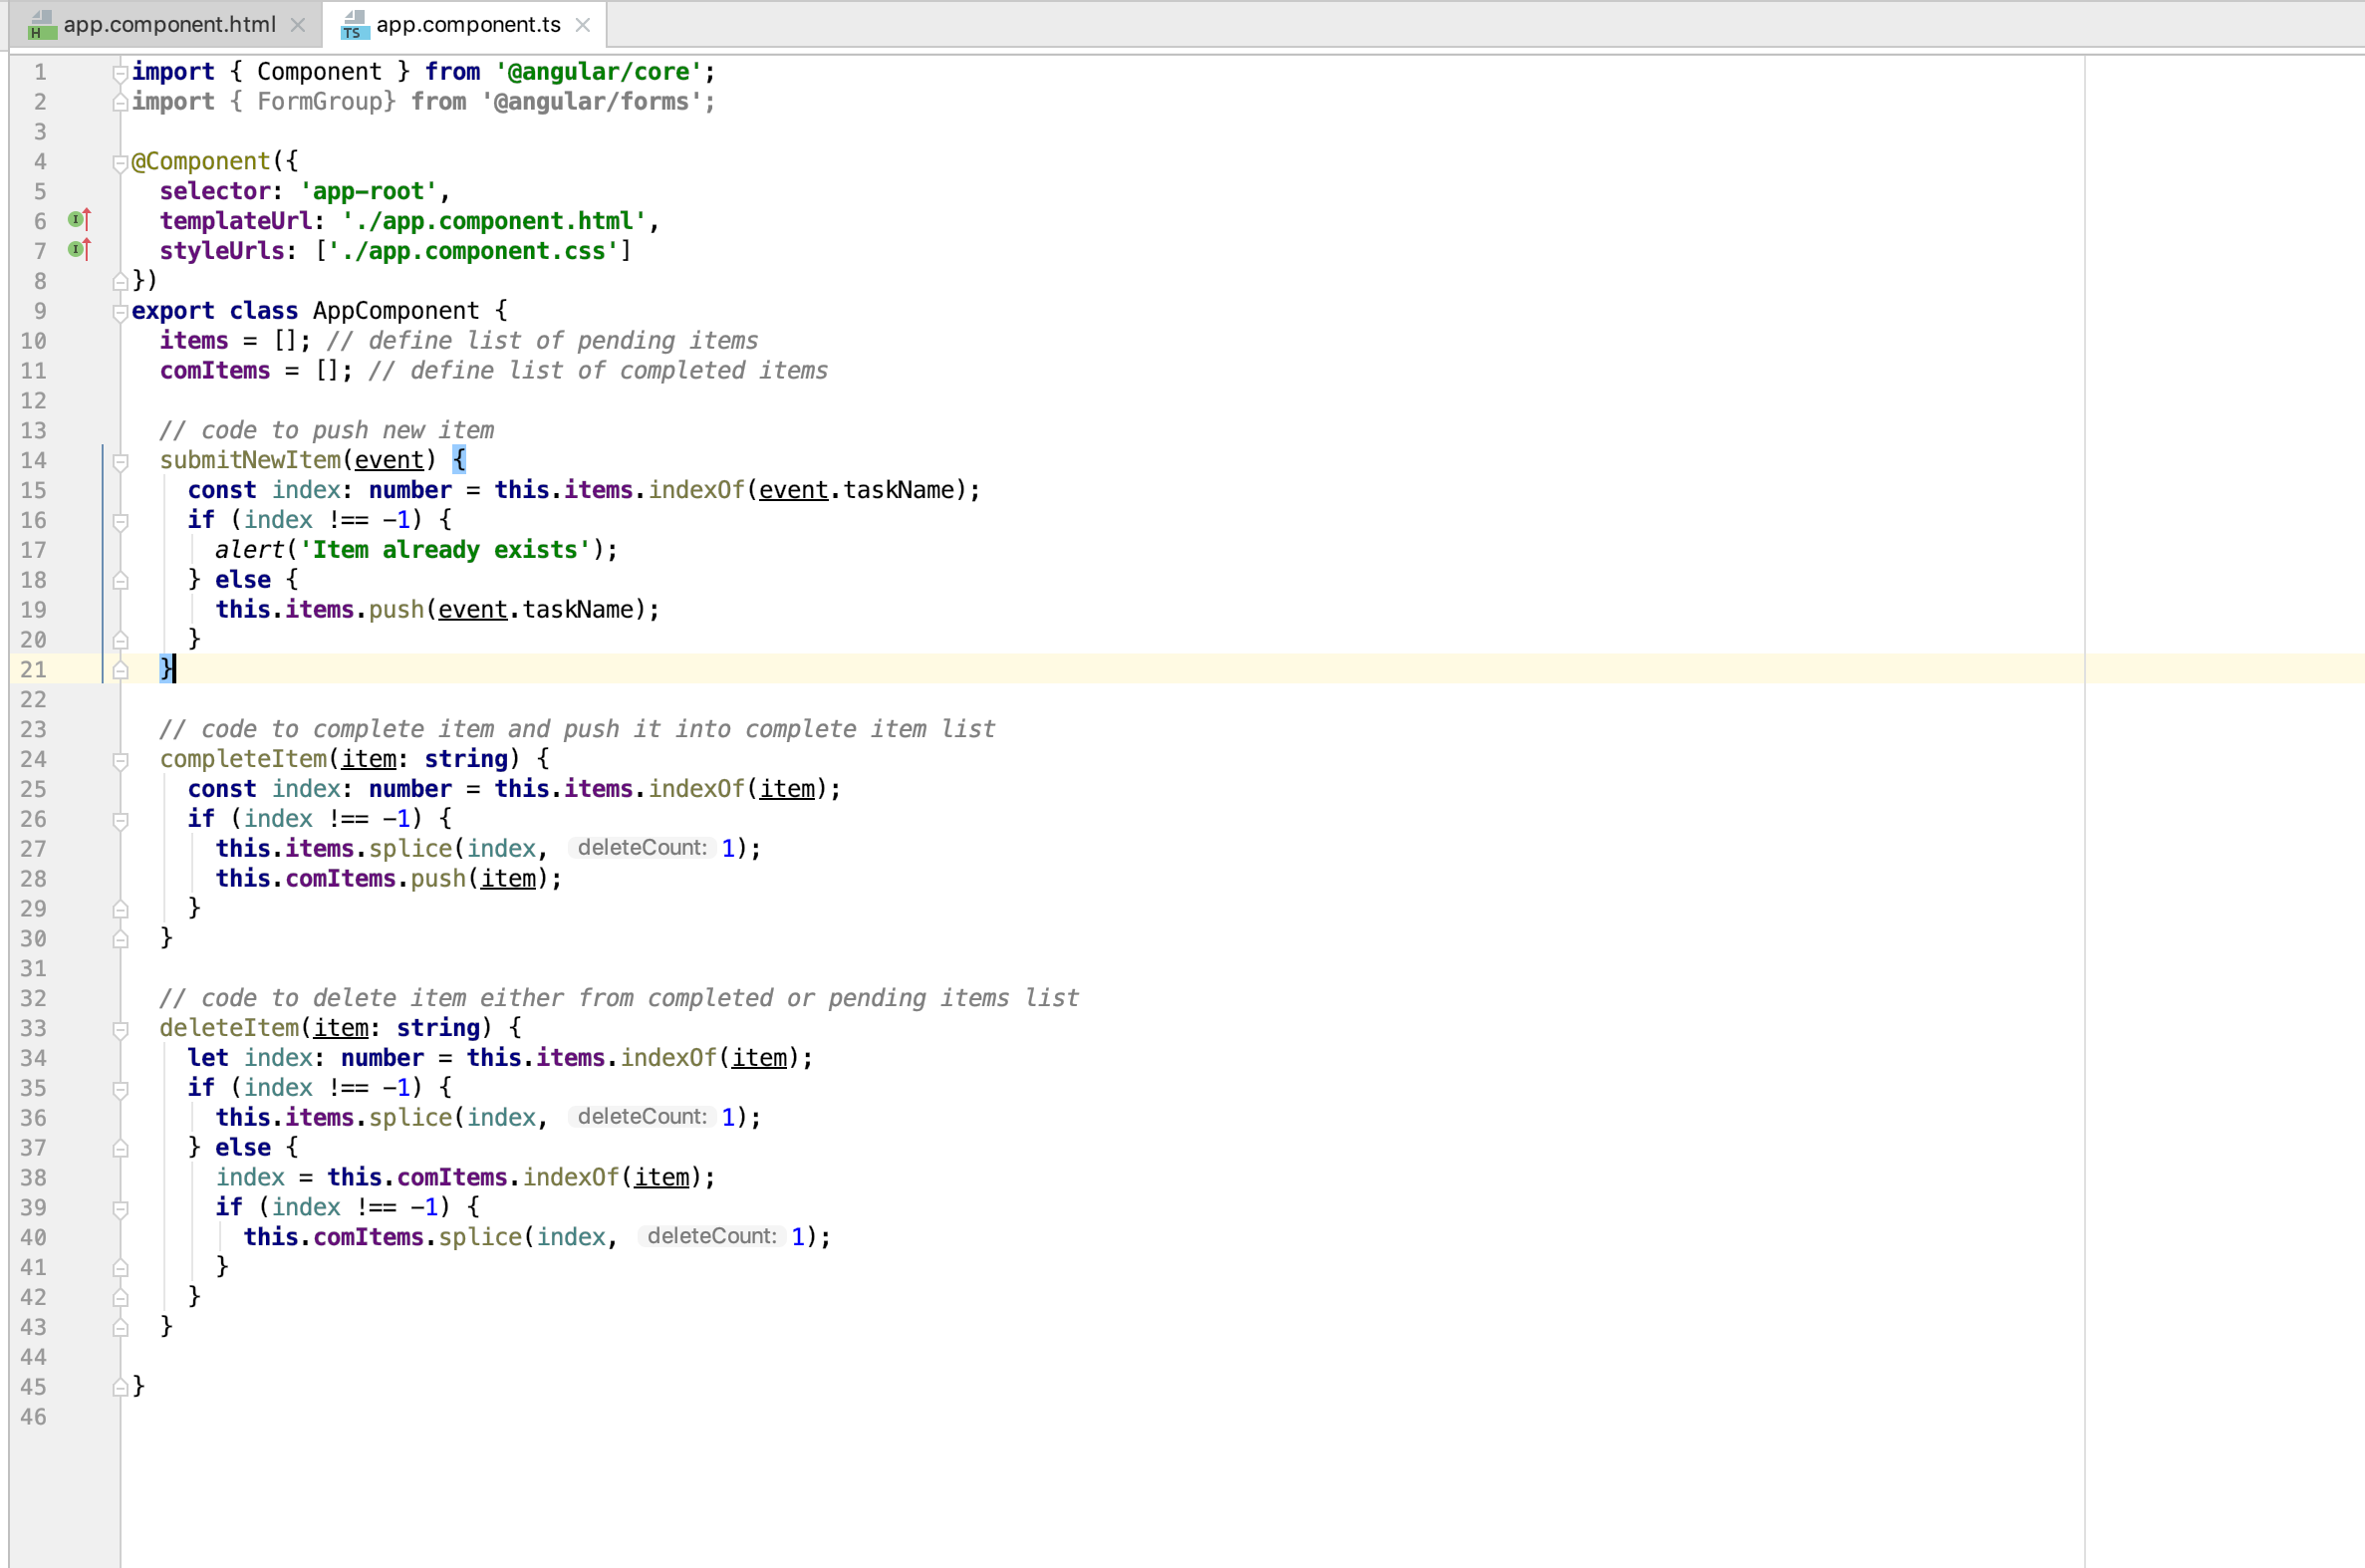 app.component.html app.component.ts
1 import { Component } from '@angular/core';
2 import { FormGroup} from '@angular/forms';
3
4 @Component({
5   selector: 'app-root',
6   templateUrl: './app.component.html',
7   styleUrls: ['./app.component.css']
8 })
9 export class AppComponent {
10   items = []; // define list of pending items
11   comItems = []; // define list of completed items
12
13   // code to push new item
14   submitNewItem(event) {
15     const index: number = this.items.indexOf(event.taskName);
16     if (index !== -1) {
17       alert('Item already exists');
18     } else {
19       this.items.push(event.taskName);
20     }
21   }
22
23   // code to complete item and push it into complete item list
24   completeItem(item: string) {
25     const index: number = this.items.indexOf(item);
26     if (index !== -1) {
27       this.items.splice(index, deleteCount: 1);
28       this.comItems.push(item);
29     }
30   }
31
32   // code to delete item either from completed or pending items list
33   deleteItem(item: string) {
34     let index: number = this.items.indexOf(item);
35     if (index !== -1) {
36       this.items.splice(index, deleteCount: 1);
37     } else {
38       index = this.comItems.indexOf(item);
39       if (index !== -1) {
40         this.comItems.splice(index, deleteCount: 1);
41       }
42     }
43   }
44
45 }
46